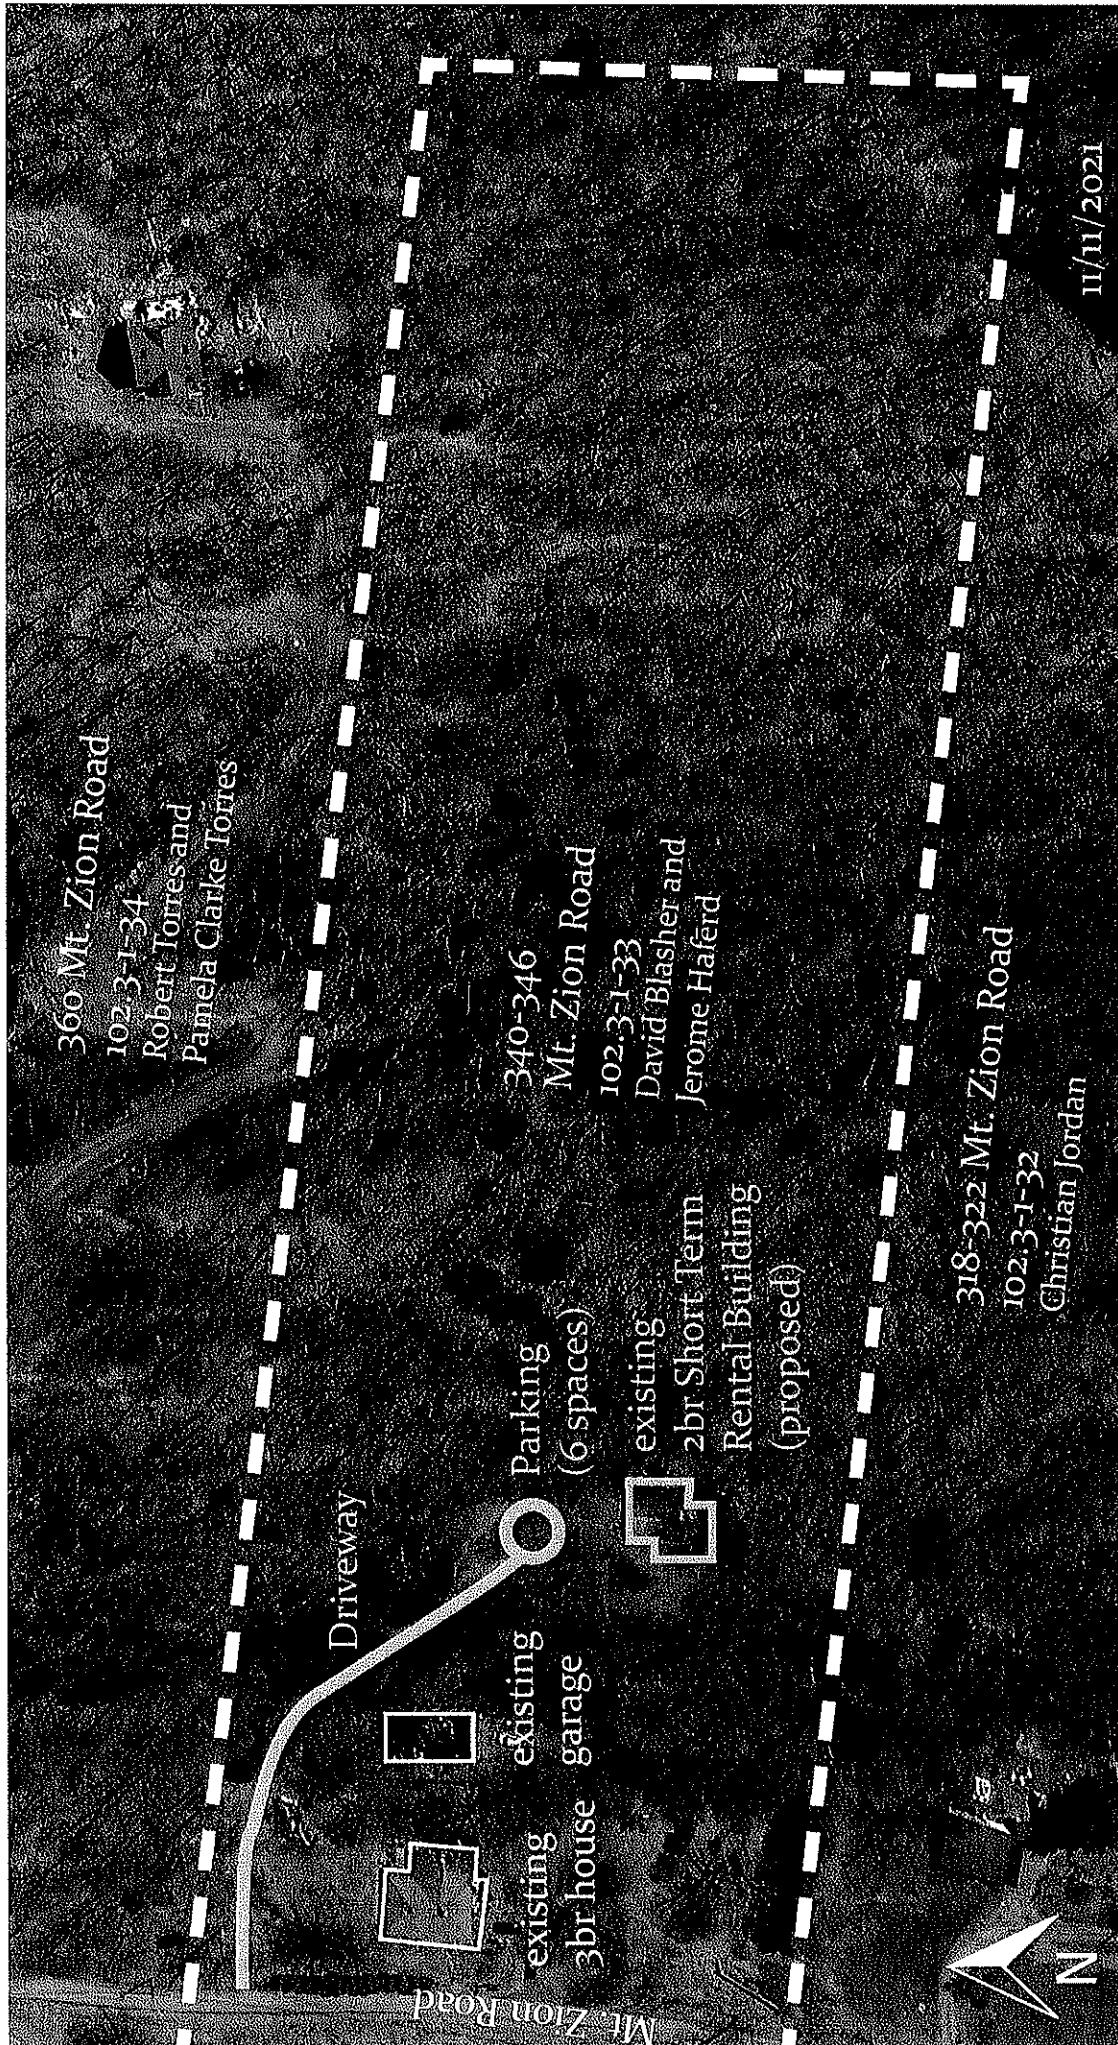 360 Mt. Zion Road
102.3-1-34
Robert Torres and
Pamela Clarke Torres
340-346
Mt. Zion Road
102.3-1-33
David Blasher and
Jerome Haferd
Driveway
Parking
(6 spaces)
existing
2br Short Term
Rental Building
(proposed)
existing
garage
existing
3br house
Mt. Zion Road
318-322 Mt. Zion Road
102.3-1-32
Christian Jordan
N
11/11/2021